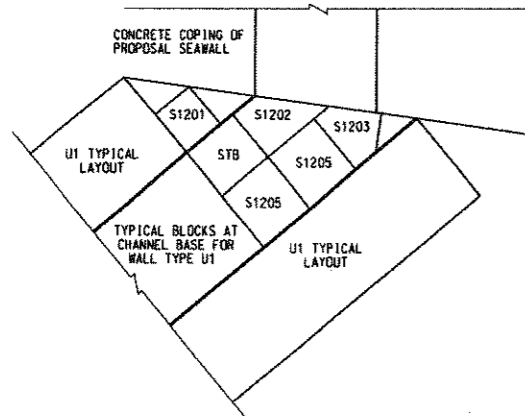 CONCRETE COPING OF
PROPOSAL SEAWALL
S1201
S1202
S1203
U1 TYPICAL
LAYOUT
STB
S1205
S1205
TYPICAL BLOCKS AT
CHANNEL BASE FOR
WALL TYPE U1
U1 TYPICAL
LAYOUT